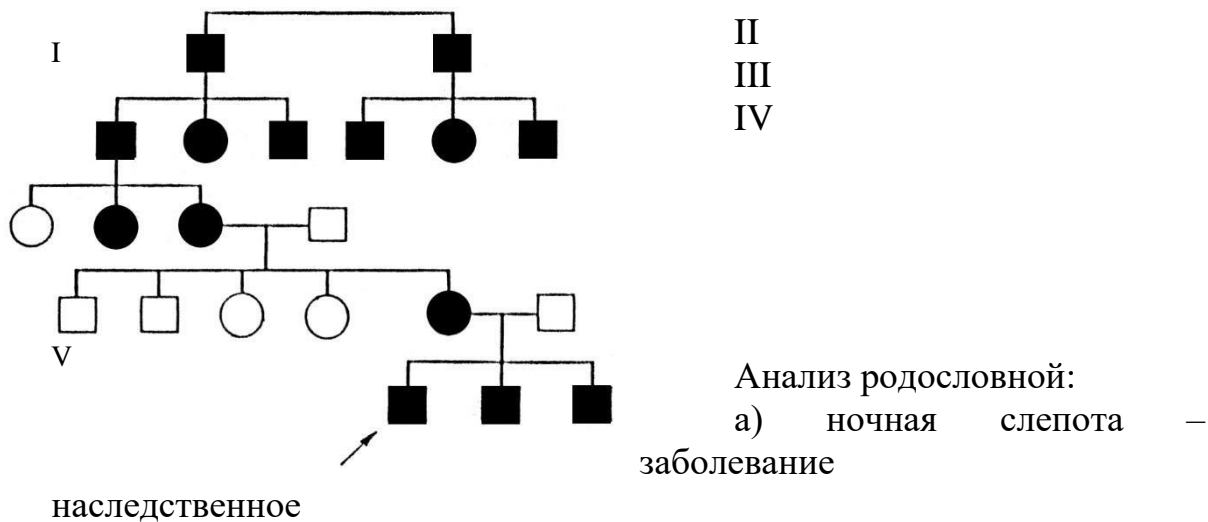 I
II
III
IV
V
Анализ родословной:
а) ночная слепота –
заболевание
наследственное